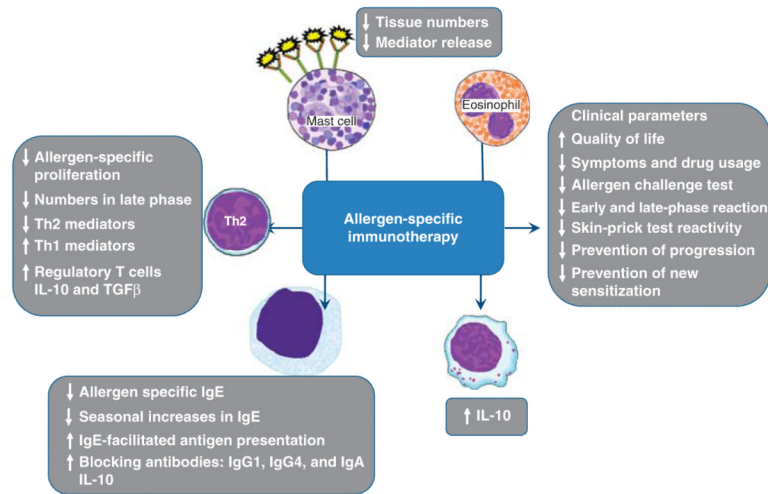 ↓ Tissue numbers
↓ Mediator release
Mast cell
Eosinophil
Clinical parameters
↑ Quality of life
↓ Symptoms and drug usage
↓ Allergen challenge test
↓ Early and late-phase reaction
↓ Skin-prick test reactivity
↓ Prevention of progression
↓ Prevention of new
sensitization
↓ Allergen-specific
proliferation
↓ Numbers in late phase
↓ Th2 mediators
↑ Th1 mediators
↑ Regulatory T cells
IL-10 and TGFβ
Th2
Allergen-specific
immunotherapy
↓ Allergen specific IgE
↓ Seasonal increases in IgE
↑ IgE-facilitated antigen presentation
↑ Blocking antibodies: IgG1, IgG4, and IgA
IL-10
↑ IL-10